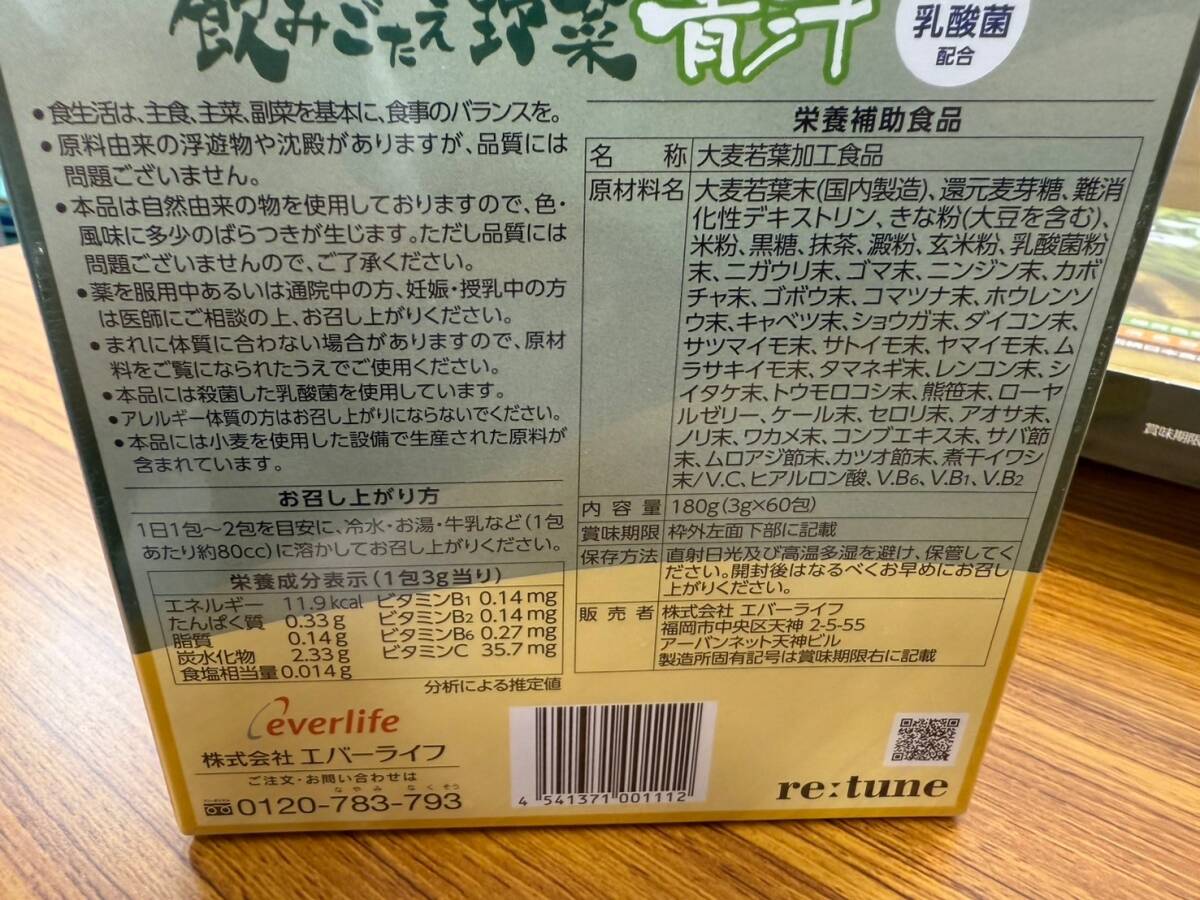 飲みごたえ野菜青汁
乳酸菌
配合
●食生活は、主食、主菜、副菜を基本に、食事のバランスを。
●原料由来の浮遊物や沈殿がありますが、品質には
問題ございません。
●本品は自然由来の物を使用しておりますので、色・
風味に多少のばらつきが生じます。ただし品質には
問題ございませんので、ご了承ください。
●薬を服用中あるいは通院中の方、妊娠・授乳中の方
は医師にご相談の上、お召し上がりください。
●まれに体質に合わない場合がありますので、原材
料をご覧になられたうえでご使用ください。
●本品には殺菌した乳酸菌を使用しています。
●アレルギー体質の方はお召し上がりにならないでください。
●本品には小麦を使用した設備で生産された原料が
含まれています。
お召し上がり方
1日1包～2包を目安に、冷水・お湯・牛乳など(1包
あたり約80cc)に溶かしてお召し上がりください。
栄養成分表示(1包3g当り)
エネルギー 11.9kcal ビタミンB1 0.14mg
たんぱく質 0.33g ビタミンB2 0.14mg
脂質 0.14g ビタミンB6 0.27mg
炭水化物 2.33g ビタミンC 35.7mg
食塩相当量 0.014g
分析による推定値
everlife
株式会社 エバーライフ
ご注文・お問い合わせは
なやみ なくそう
0120-783-793
栄養補助食品
名称 大麦若葉加工食品
原材料名 大麦若葉末(国内製造)、還元麦芽糖、難消
化性デキストリン、きな粉(大豆を含む)、
米粉、黒糖、抹茶、澱粉、玄米粉、乳酸菌粉
末、ニガウリ末、ゴマ末、ニンジン末、カボ
チャ末、ゴボウ末、コマツナ末、ホウレンソ
ウ末、キャベツ末、ショウガ末、ダイコン末、
サツマイモ末、サトイモ末、ヤマイモ末、ム
ラサキイモ末、タマネギ末、レンコン末、シ
イタケ末、トウモロコシ末、熊笹末、ローヤ
ルゼリー、ケール末、セロリ末、アオサ末、
ノリ末、ワカメ末、コンブエキス末、サバ節
末、ムロアジ節末、カツオ節末、煮干イワシ
末/V.C、ヒアルロン酸、V.B6、V.B1、V.B2
内容量 180g(3g×60包)
賞味期限 枠外左面下部に記載
保存方法 直射日光及び高温多湿を避け、保管してく
ださい。開封後はなるべくお早めにお召し
上がりください。
販売者 株式会社 エバーライフ
福岡市中央区天神 2-5-55
アーバンネット天神ビル
製造所固有記号は賞味期限右に記載
4 541371 001112
re:tune
賞味期限